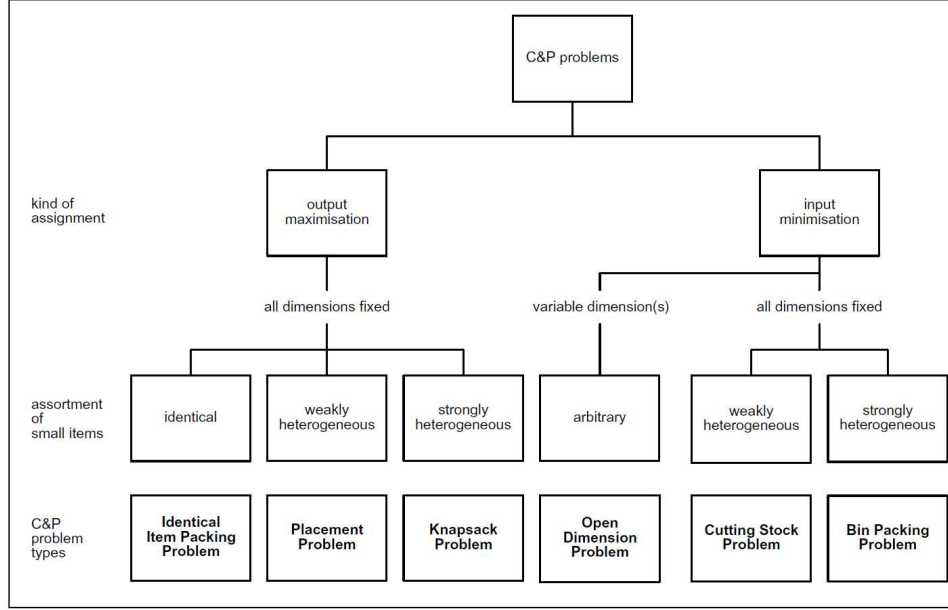 C&P problems
kind of
assignment
output
maximisation
input
minimisation
all dimensions fixed
variable dimension(s)
all dimensions fixed
assortment
of
small items
identical
weakly
heterogeneous
strongly
heterogeneous
arbitrary
weakly
heterogeneous
strongly
heterogeneous
C&P
problem
types
Identical
Item Packing
Problem
Placement
Problem
Knapsack
Problem
Open
Dimension
Problem
Cutting Stock
Problem
Bin Packing
Problem